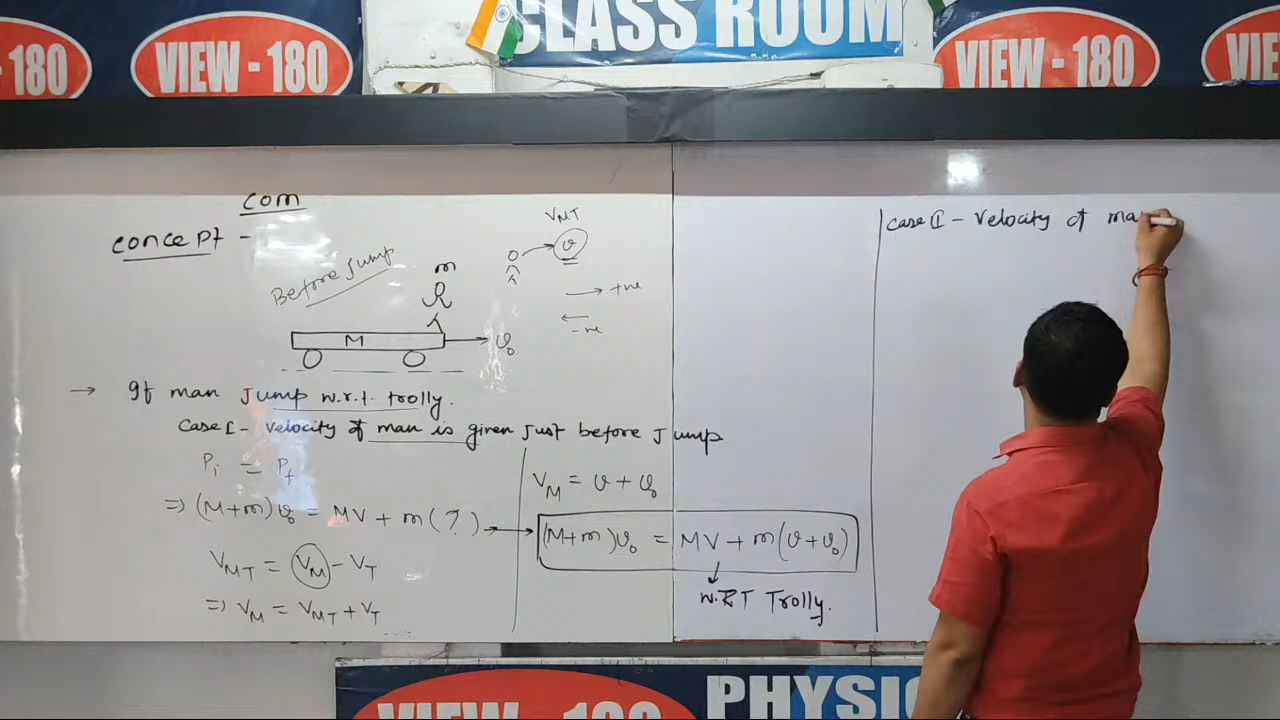 CLASS ROOM
-180
VIEW - 180
VIEW - 180
VIE
COM
concept -
Before Jump
m
M
v₀
V_MT
v
+ve
-ve
→ If man Jump w.r.t. trolly.
Case I - velocity of man is given just before Jump
P_i = P_f
⇒ (M+m)v₀ = MV + m(?)
V_MT = V_M - V_T
⇒ V_M = V_MT + V_T
V_M = v + v₀
(M+m)v₀ = MV + m(v+v₀)
W.R.T Trolly.
case II - velocity of ma
VIEW - 180
PHYSIC